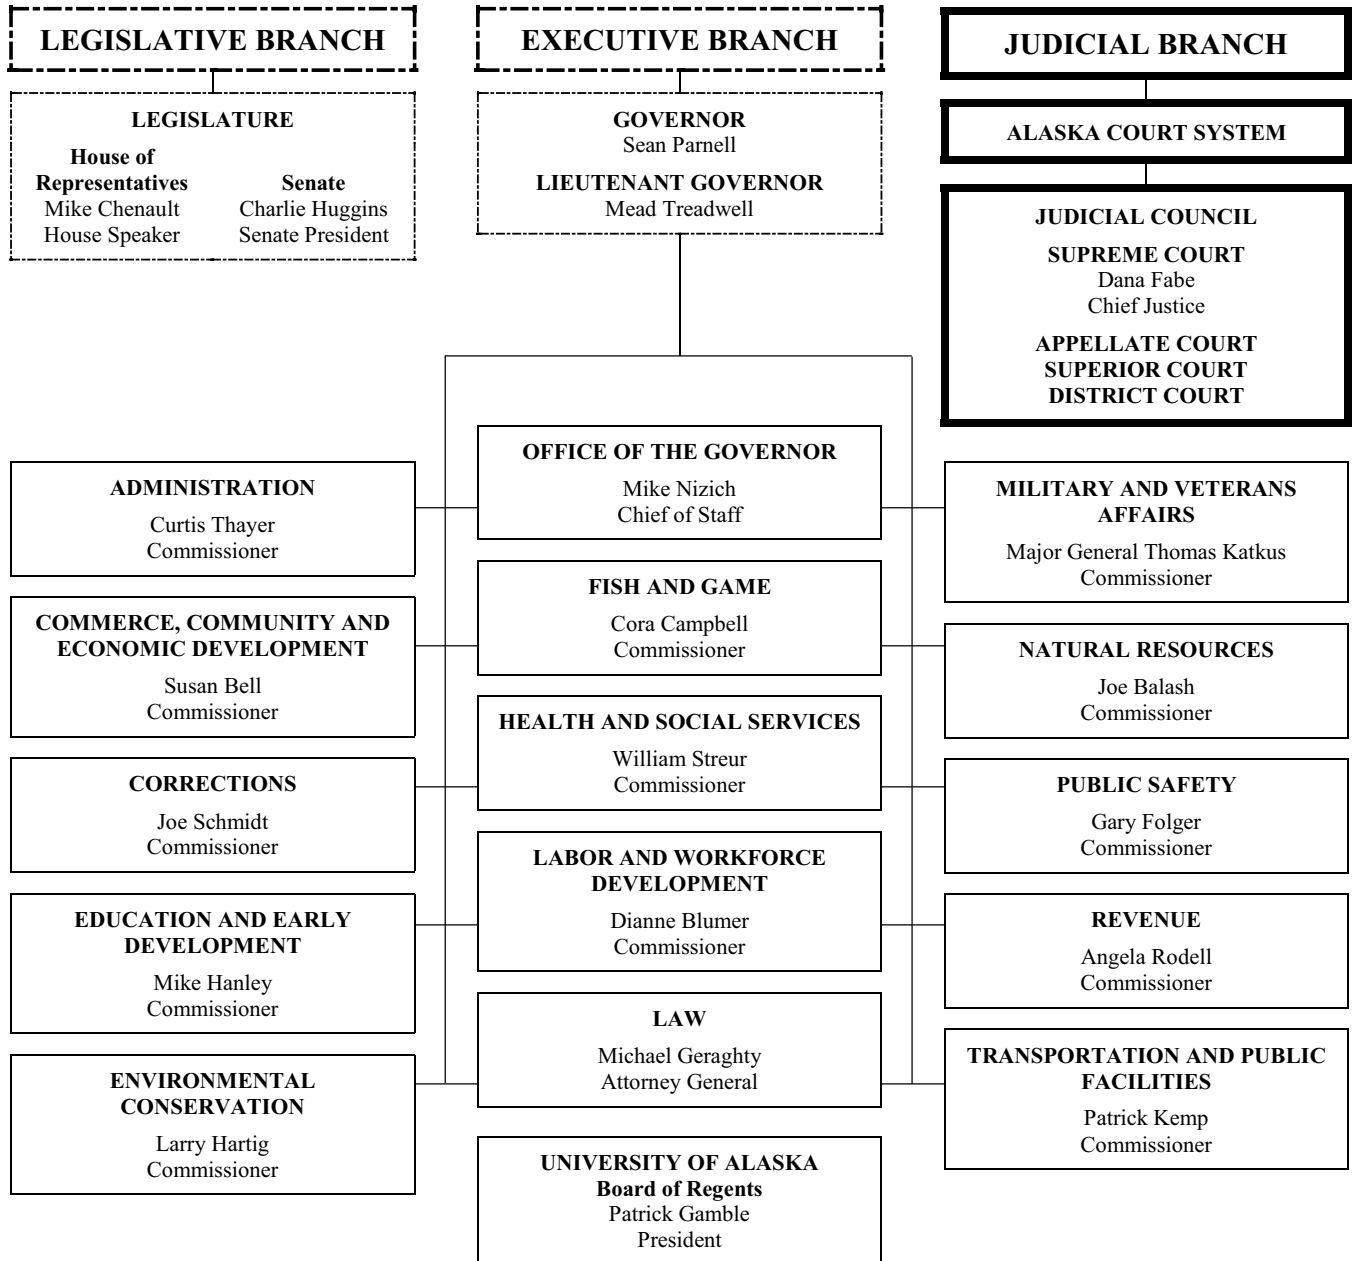 LEGISLATIVE BRANCH
LEGISLATURE
House of
Representatives
Mike Chenault
House Speaker
Senate
Charlie Huggins
Senate President
EXECUTIVE BRANCH
GOVERNOR
Sean Parnell
LIEUTENANT GOVERNOR
Mead Treadwell
JUDICIAL BRANCH
ALASKA COURT SYSTEM
JUDICIAL COUNCIL
SUPREME COURT
Dana Fabe
Chief Justice
APPELLATE COURT
SUPERIOR COURT
DISTRICT COURT
ADMINISTRATION
Curtis Thayer
Commissioner
COMMERCE, COMMUNITY AND
ECONOMIC DEVELOPMENT
Susan Bell
Commissioner
CORRECTIONS
Joe Schmidt
Commissioner
EDUCATION AND EARLY
DEVELOPMENT
Mike Hanley
Commissioner
ENVIRONMENTAL
CONSERVATION
Larry Hartig
Commissioner
OFFICE OF THE GOVERNOR
Mike Nizich
Chief of Staff
FISH AND GAME
Cora Campbell
Commissioner
HEALTH AND SOCIAL SERVICES
William Streur
Commissioner
LABOR AND WORKFORCE
DEVELOPMENT
Dianne Blumer
Commissioner
LAW
Michael Geraghty
Attorney General
UNIVERSITY OF ALASKA
Board of Regents
Patrick Gamble
President
MILITARY AND VETERANS
AFFAIRS
Major General Thomas Katkus
Commissioner
NATURAL RESOURCES
Joe Balash
Commissioner
PUBLIC SAFETY
Gary Folger
Commissioner
REVENUE
Angela Rodell
Commissioner
TRANSPORTATION AND PUBLIC
FACILITIES
Patrick Kemp
Commissioner